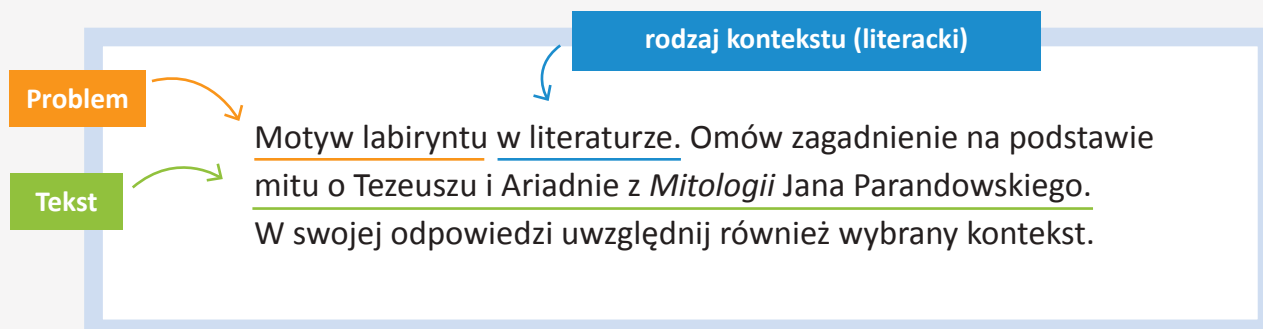 rodzaj kontekstu (literacki)
Problem
Motyw labiryntu w literaturze. Omów zagadnienie na podstawie
mitu o Tezeuszu i Ariadnie z Mitologii Jana Parandowskiego.
Tekst
W swojej odpowiedzi uwzględnij również wybrany kontekst.